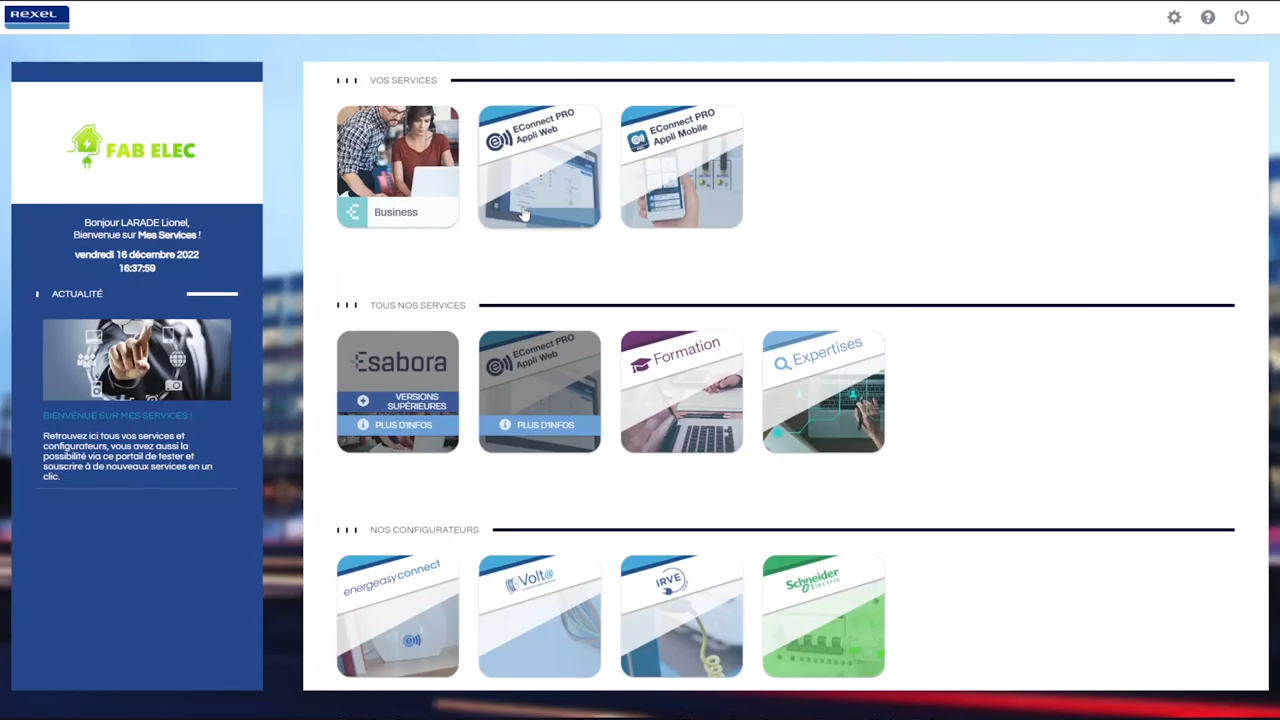 REXEL
VOS SERVICES
Business
EConnect PRO
Appli Web
EConnect PRO
Appli Mobile
FAB ELEC
Bonjour LARADE Lionel,
Bienvenue sur Mes Services !
vendredi 16 décembre 2022
16:37:59
ACTUALITÉ
BIENVENUE SUR MES SERVICES !
Retrouvez ici tous vos services et
configurateurs, vous avez aussi la
possibilité via ce portail de tester et
souscrire à de nouveaux services en un
clic.
TOUS NOS SERVICES
Esabora
VERSIONS
SUPÉRIEURES
PLUS D'INFOS
EConnect PRO
Appli Web
PLUS D'INFOS
Formation
Expertises
NOS CONFIGURATEURS
energeasyconnect
Volt@
IRVE
Schneider
Electric